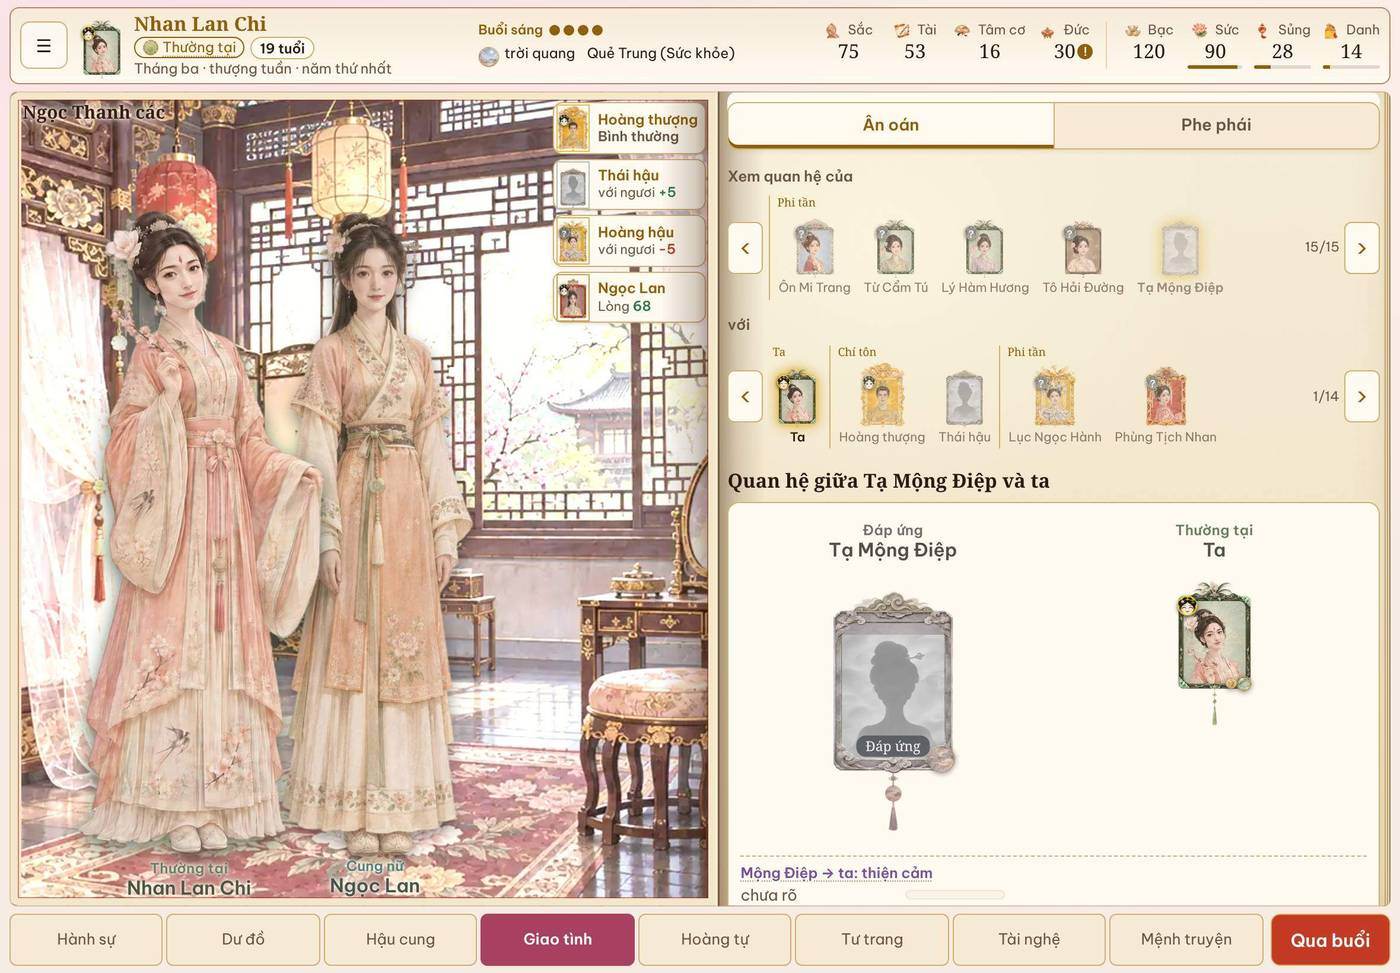 ☰
Nhan Lan Chi
Thường tại
19 tuổi
Tháng ba · thượng tuần · năm thứ nhất
Buổi sáng
trời quang Quẻ Trung (Sức khỏe)
Sắc
75
Tài
53
Tâm cơ
16
Đức
30!
Bạc
120
Sức
90
Sủng
28
Danh
14
Ngọc Thanh các
Hoàng thượng
Bình thường
Thái hậu
với ngươi +5
Hoàng hậu
với ngươi -5
Ngọc Lan
Lòng 68
Thường tại
Nhan Lan Chi
Cung nữ
Ngọc Lan
Ân oán
Phe phái
Xem quan hệ của
Phi tần
<
?
?
?
?
Ôn Mi Trang
Từ Cẩm Tú
Lý Hàm Hương
Tô Hải Đường
Tạ Mộng Điệp
15/15
>
với
Ta
Chí tôn
Phi tần
<
?
?
?
Ta
Hoàng thượng
Thái hậu
Lục Ngọc Hành
Phùng Tịch Nhan
1/14
>
Quan hệ giữa Tạ Mộng Điệp và ta
Đáp ứng
Tạ Mộng Điệp
Thường tại
Ta
Đáp ứng
Mộng Điệp → ta: thiện cảm
chưa rõ
Hành sự
Dư đồ
Hậu cung
Giao tình
Hoàng tự
Tư trang
Tài nghệ
Mệnh truyện
Qua buổi